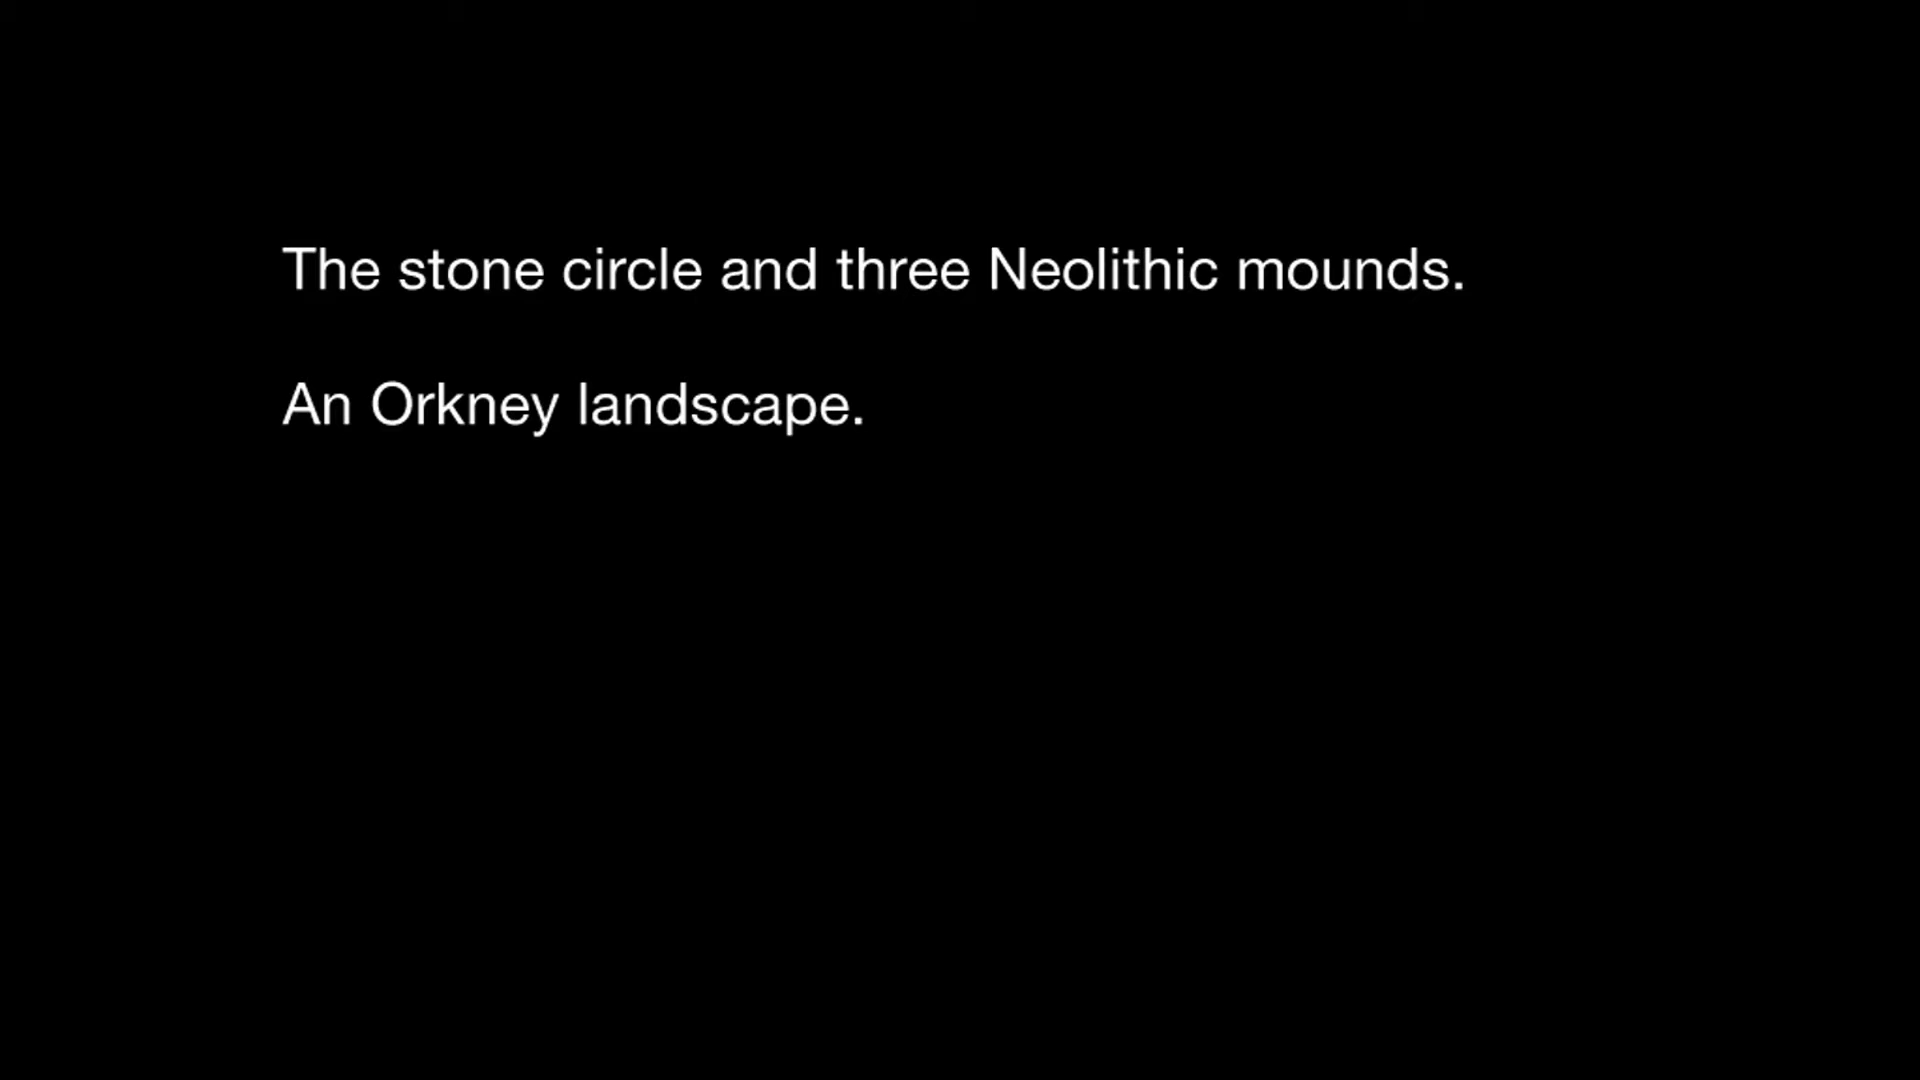 The stone circle and three Neolithic mounds.
An Orkney landscape.